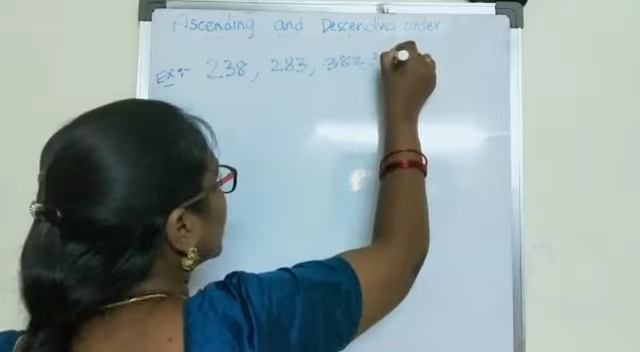 Ascending and Descending order
Ex:- 238, 283, 382